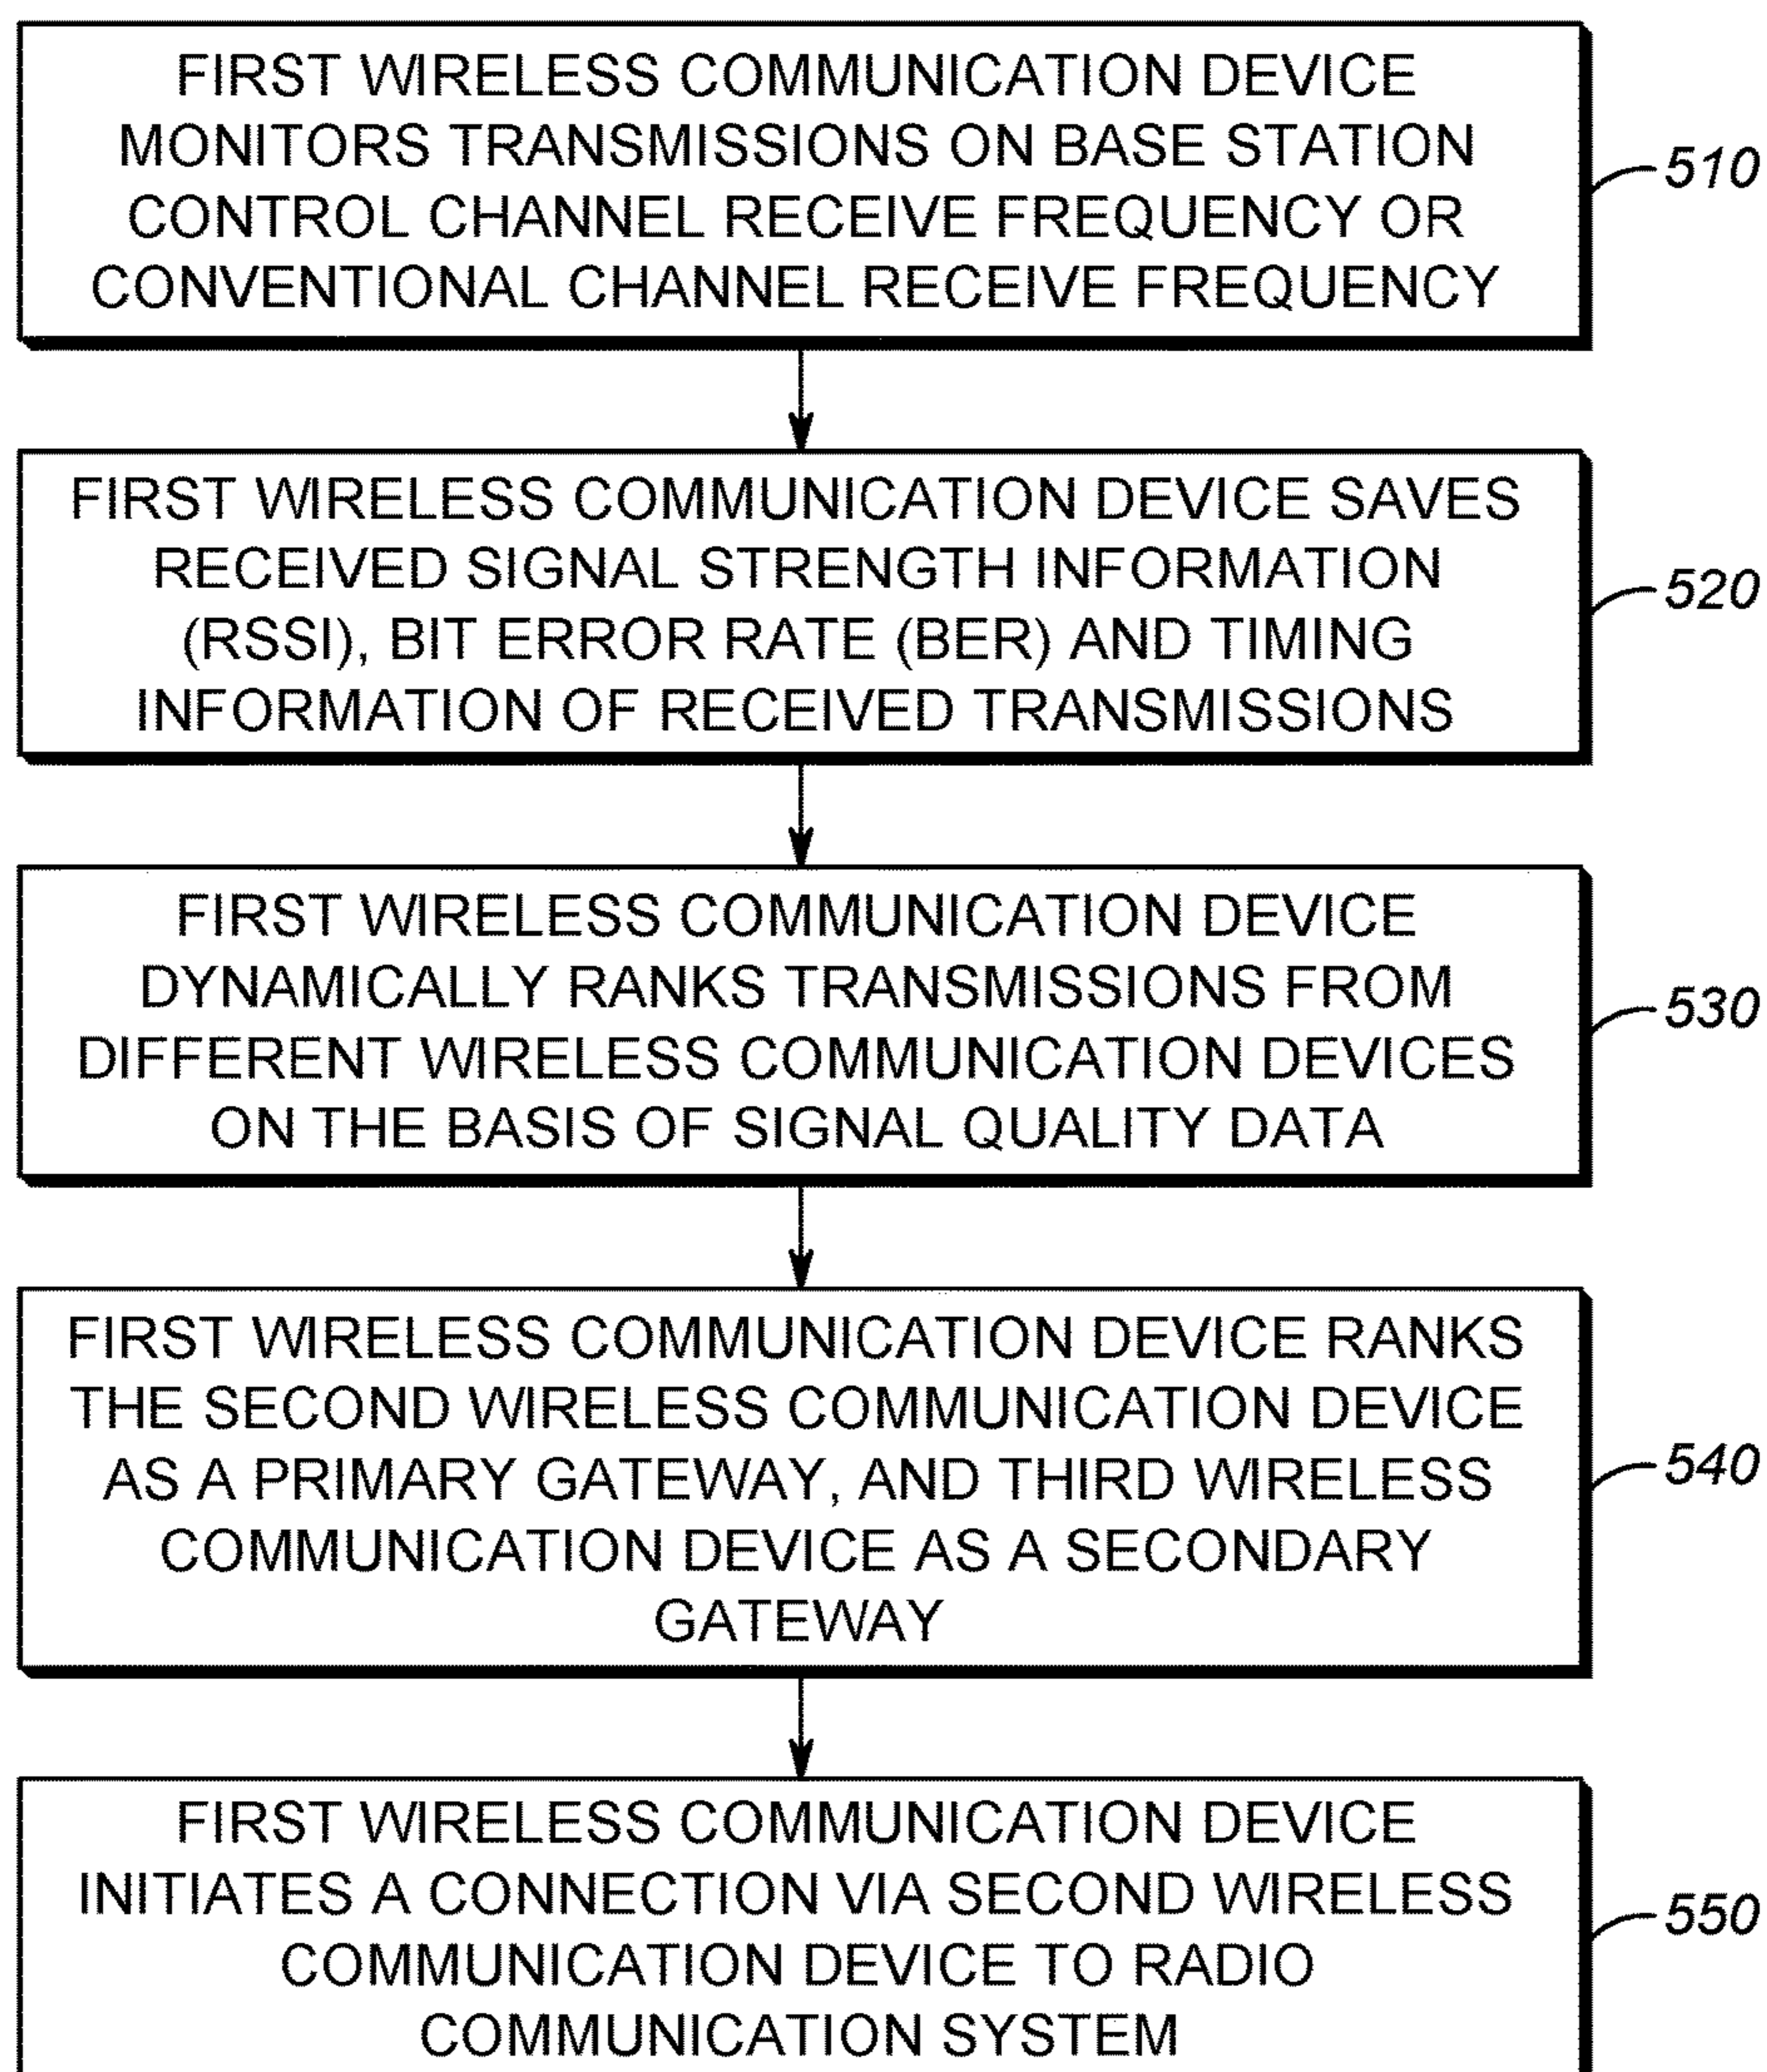 FIRST WIRELESS COMMUNICATION DEVICE
MONITORS TRANSMISSIONS ON BASE STATION
CONTROL CHANNEL RECEIVE FREQUENCY OR
CONVENTIONAL CHANNEL RECEIVE FREQUENCY
510
FIRST WIRELESS COMMUNICATION DEVICE SAVES
RECEIVED SIGNAL STRENGTH INFORMATION
(RSSI), BIT ERROR RATE (BER) AND TIMING
INFORMATION OF RECEIVED TRANSMISSIONS
520
FIRST WIRELESS COMMUNICATION DEVICE
DYNAMICALLY RANKS TRANSMISSIONS FROM
DIFFERENT WIRELESS COMMUNICATION DEVICES
ON THE BASIS OF SIGNAL QUALITY DATA
530
FIRST WIRELESS COMMUNICATION DEVICE RANKS
THE SECOND WIRELESS COMMUNICATION DEVICE
AS A PRIMARY GATEWAY, AND THIRD WIRELESS
COMMUNICATION DEVICE AS A SECONDARY
GATEWAY
540
FIRST WIRELESS COMMUNICATION DEVICE
INITIATES A CONNECTION VIA SECOND WIRELESS
COMMUNICATION DEVICE TO RADIO
COMMUNICATION SYSTEM
550